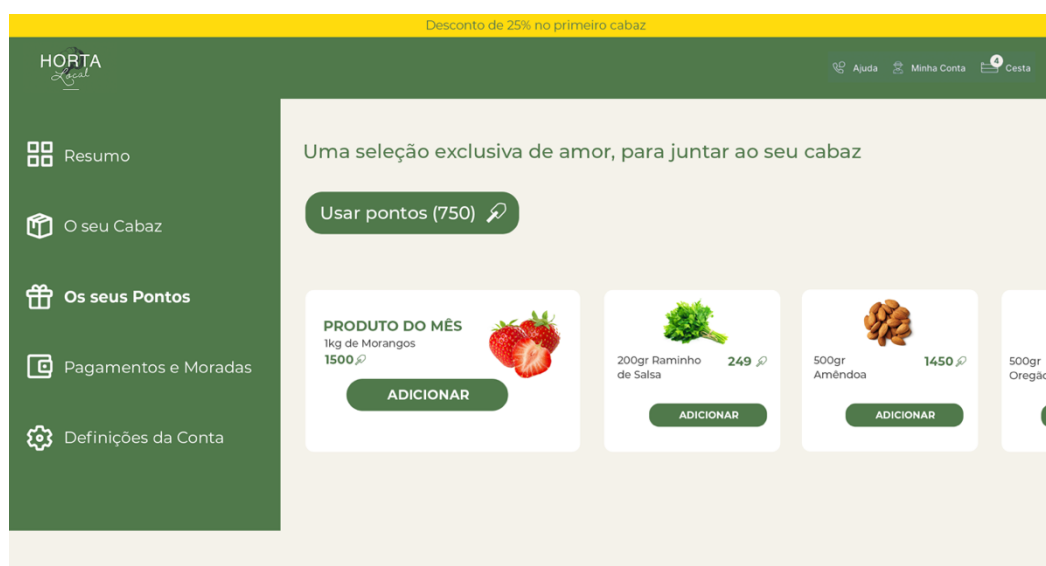 Desconto de 25% no primeiro cabaz
HORTA
Local
Ajuda
Minha Conta
4
Cesta
Resumo
O seu Cabaz
Os seus Pontos
Pagamentos e Moradas
Definições da Conta
Uma seleção exclusiva de amor, para juntar ao seu cabaz
Usar pontos (750)
PRODUTO DO MÊS
1kg de Morangos
1500
ADICIONAR
200gr Raminho
de Salsa
249
ADICIONAR
500gr
Amêndoa
1450
ADICIONAR
500gr